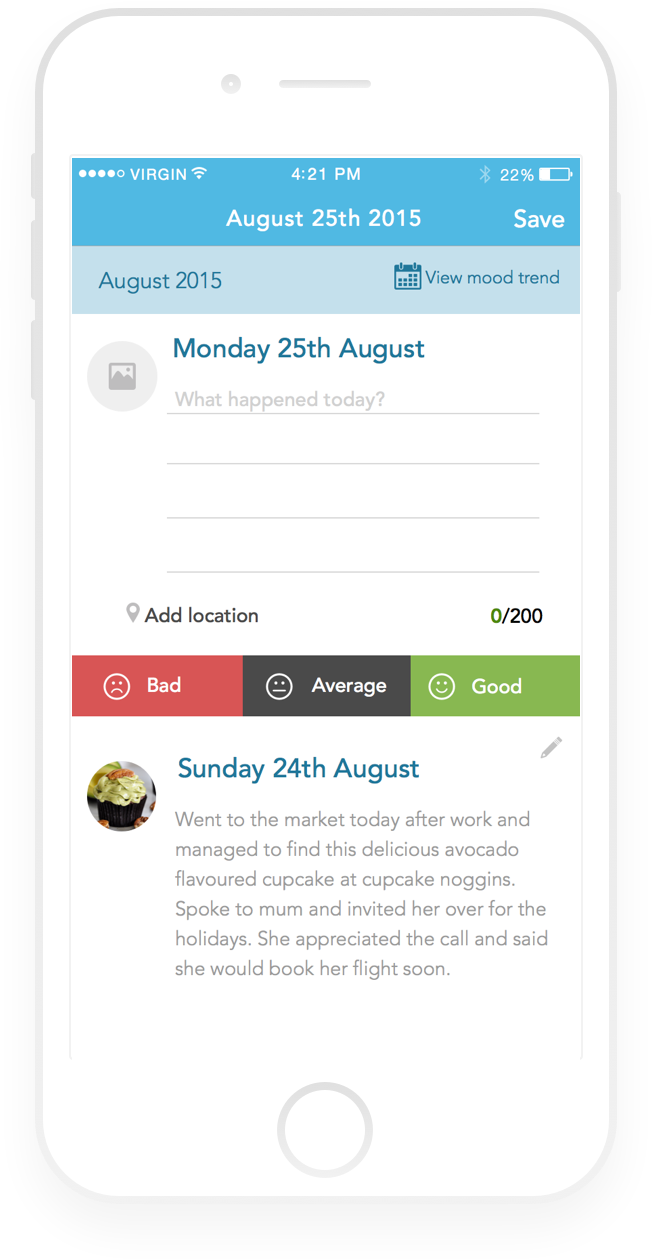 VIRGIN 4:21 PM 22%
August 25th 2015 Save
August 2015 View mood trend
Monday 25th August
What happened today?
Add location 0/200
Bad Average Good
Sunday 24th August
Went to the market today after work and
managed to find this delicious avocado
flavoured cupcake at cupcake noggins.
Spoke to mum and invited her over for the
holidays. She appreciated the call and said
she would book her flight soon.